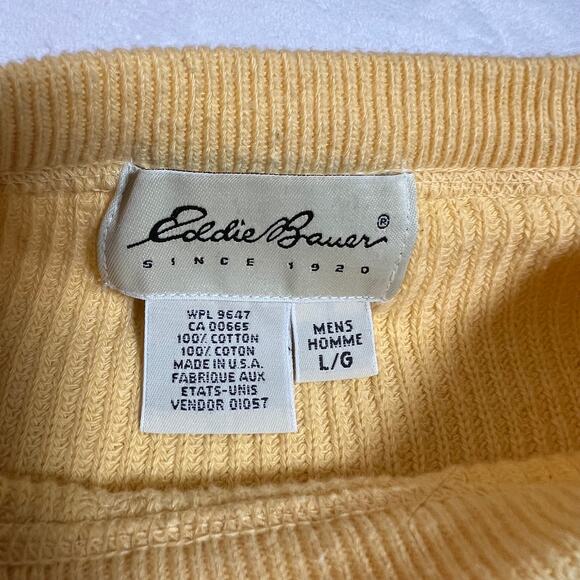 Eddie Bauer®
SINCE 1920
WPL 9647
CA 00665
100% COTTON
100% COTON
MADE IN U.S.A.
FABRIQUE AUX
ETATS-UNIS
VENDOR 01057
MENS
HOMME
L/G